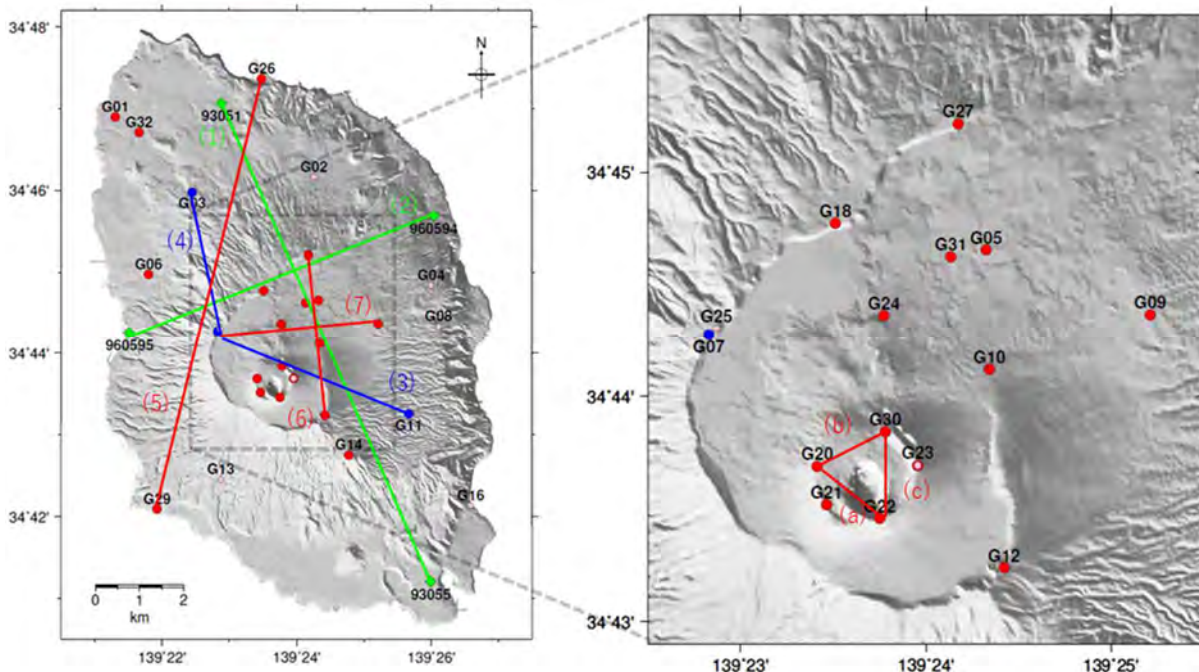 34°48'
34°46'
34°44'
34°42'
139°22'
139°24'
139°26'
N
G26
G01
G32
93051
(1)
G02
G03
(2)
960594
(4)
G06
G04
(7)
G08
960595
(3)
(5)
(6)
G11
G14
G13
G16
G29
93055
0 2
km
34°45'
34°44'
34°43'
139°23'
139°24'
139°25'
G27
G18
G31
G05
G24
G09
G25
G07
G10
(b)
G30
G20
G23
G21
(c)
G22
(a)
G12